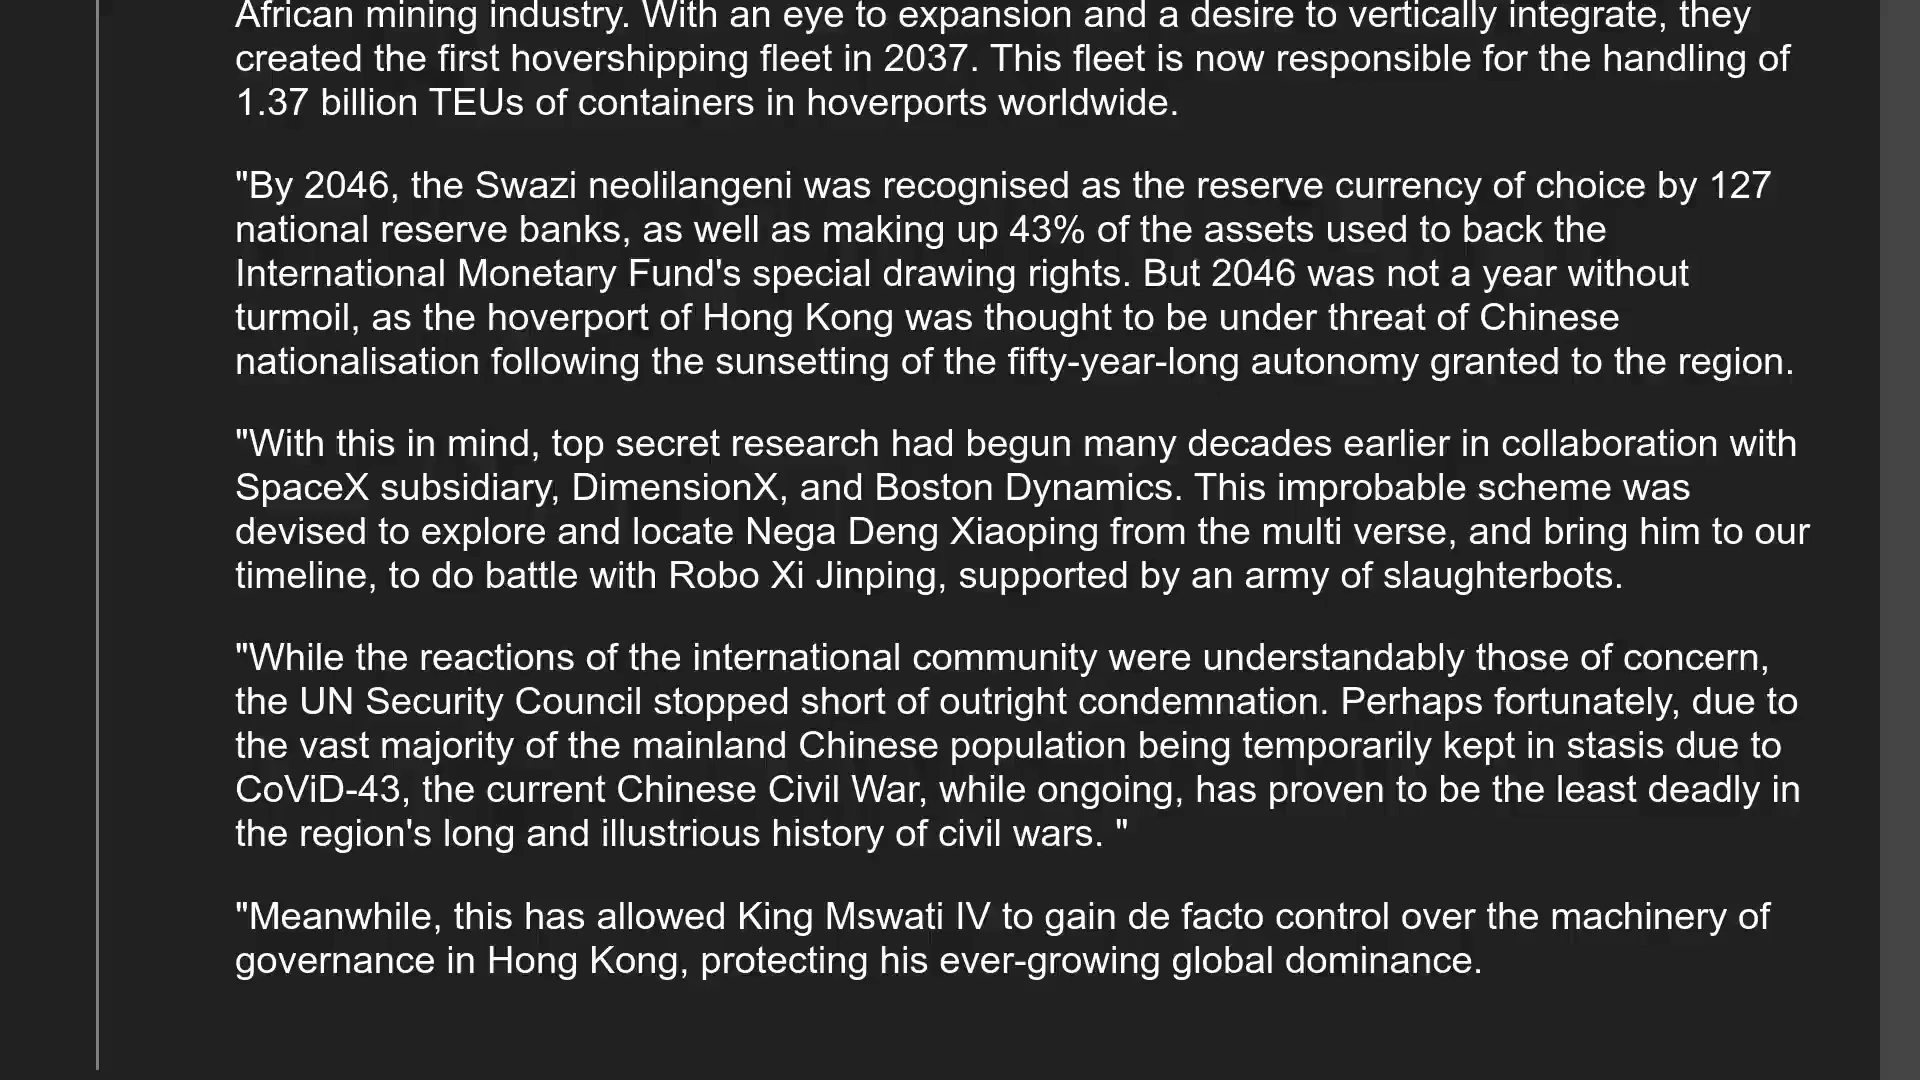 African mining industry. With an eye to expansion and a desire to vertically integrate, they
created the first hovershipping fleet in 2037. This fleet is now responsible for the handling of
1.37 billion TEUs of containers in hoverports worldwide.
"By 2046, the Swazi neolilangeni was recognised as the reserve currency of choice by 127
national reserve banks, as well as making up 43% of the assets used to back the
International Monetary Fund's special drawing rights. But 2046 was not a year without
turmoil, as the hoverport of Hong Kong was thought to be under threat of Chinese
nationalisation following the sunsetting of the fifty-year-long autonomy granted to the region.
"With this in mind, top secret research had begun many decades earlier in collaboration with
SpaceX subsidiary, DimensionX, and Boston Dynamics. This improbable scheme was
devised to explore and locate Nega Deng Xiaoping from the multi verse, and bring him to our
timeline, to do battle with Robo Xi Jinping, supported by an army of slaughterbots.
"While the reactions of the international community were understandably those of concern,
the UN Security Council stopped short of outright condemnation. Perhaps fortunately, due to
the vast majority of the mainland Chinese population being temporarily kept in stasis due to
CoViD-43, the current Chinese Civil War, while ongoing, has proven to be the least deadly in
the region's long and illustrious history of civil wars. "
"Meanwhile, this has allowed King Mswati IV to gain de facto control over the machinery of
governance in Hong Kong, protecting his ever-growing global dominance.